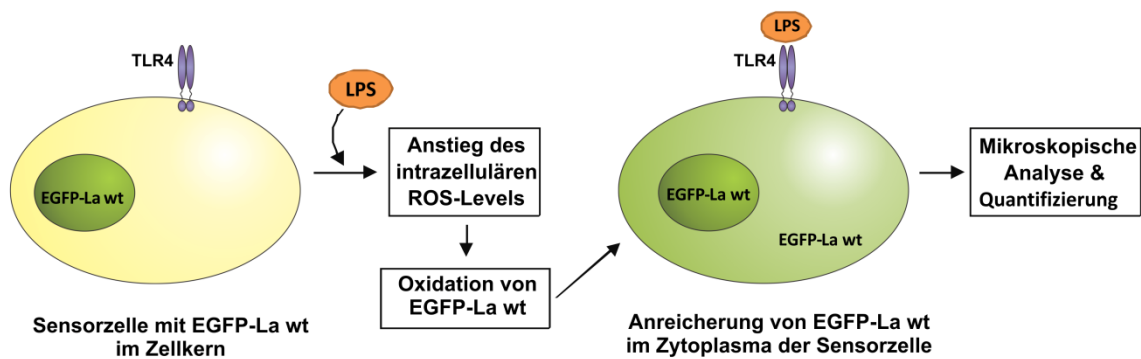 TLR4
LPS
EGFP-La wt
Sensorzelle mit EGFP-La wt
im Zellkern
Anstieg des
intrazellulären
ROS-Levels
Oxidation von
EGFP-La wt
LPS
TLR4
EGFP-La wt
EGFP-La wt
Anreicherung von EGFP-La wt
im Zytoplasma der Sensorzelle
Mikroskopische
Analyse &
Quantifizierung